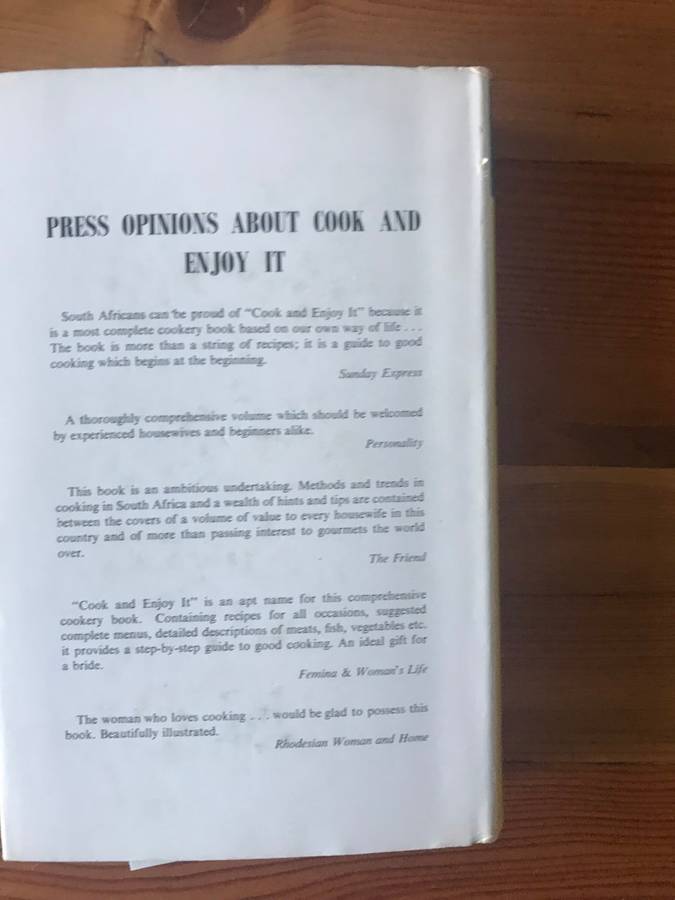 PRESS OPINIONS ABOUT COOK AND
ENJOY IT
South Africans can be proud of "Cook and Enjoy It" because it
is a most complete cookery book based on our own way of life . . .
The book is more than a string of recipes; it is a guide to good
cooking which begins at the beginning.
Sunday Express
A thoroughly comprehensive volume which should be welcomed
by experienced housewives and beginners alike.
Personality
This book is an ambitious undertaking. Methods and trends in
cooking in South Africa and a wealth of hints and tips are contained
between the covers of a volume of value to every housewife in this
country and of more than passing interest to gourmets the world
over.
The Friend
"Cook and Enjoy It" is an apt name for this comprehensive
cookery book. Containing recipes for all occasions, suggested
complete menus, detailed descriptions of meats, fish, vegetables etc.
it provides a step-by-step guide to good cooking. An ideal gift for
a bride.
Femina & Woman's Life
The woman who loves cooking . . . would be glad to possess this
book. Beautifully illustrated.
Rhodesian Woman and Home